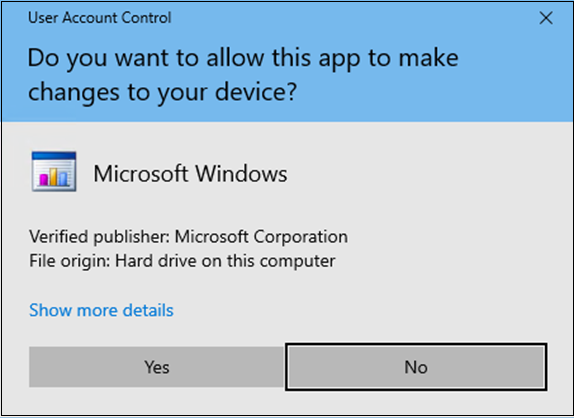 User Account Control
Do you want to allow this app to make
changes to your device?
Microsoft Windows
Verified publisher: Microsoft Corporation
File origin: Hard drive on this computer
Show more details
Yes
No